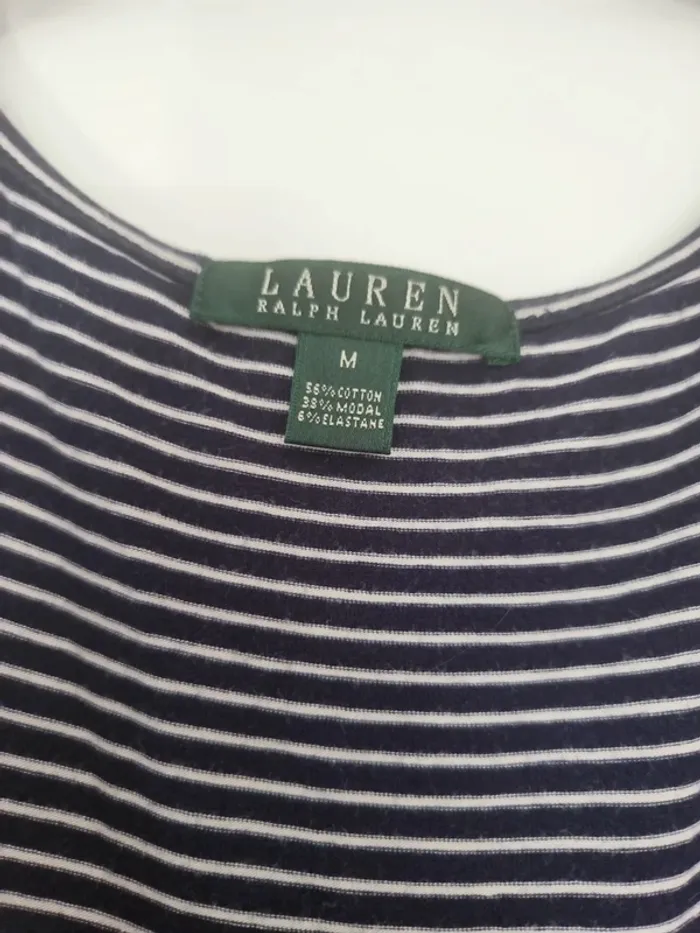 LAUREN
RALPH LAUREN
M
56% COTTON
38% MODAL
6% ELASTANE